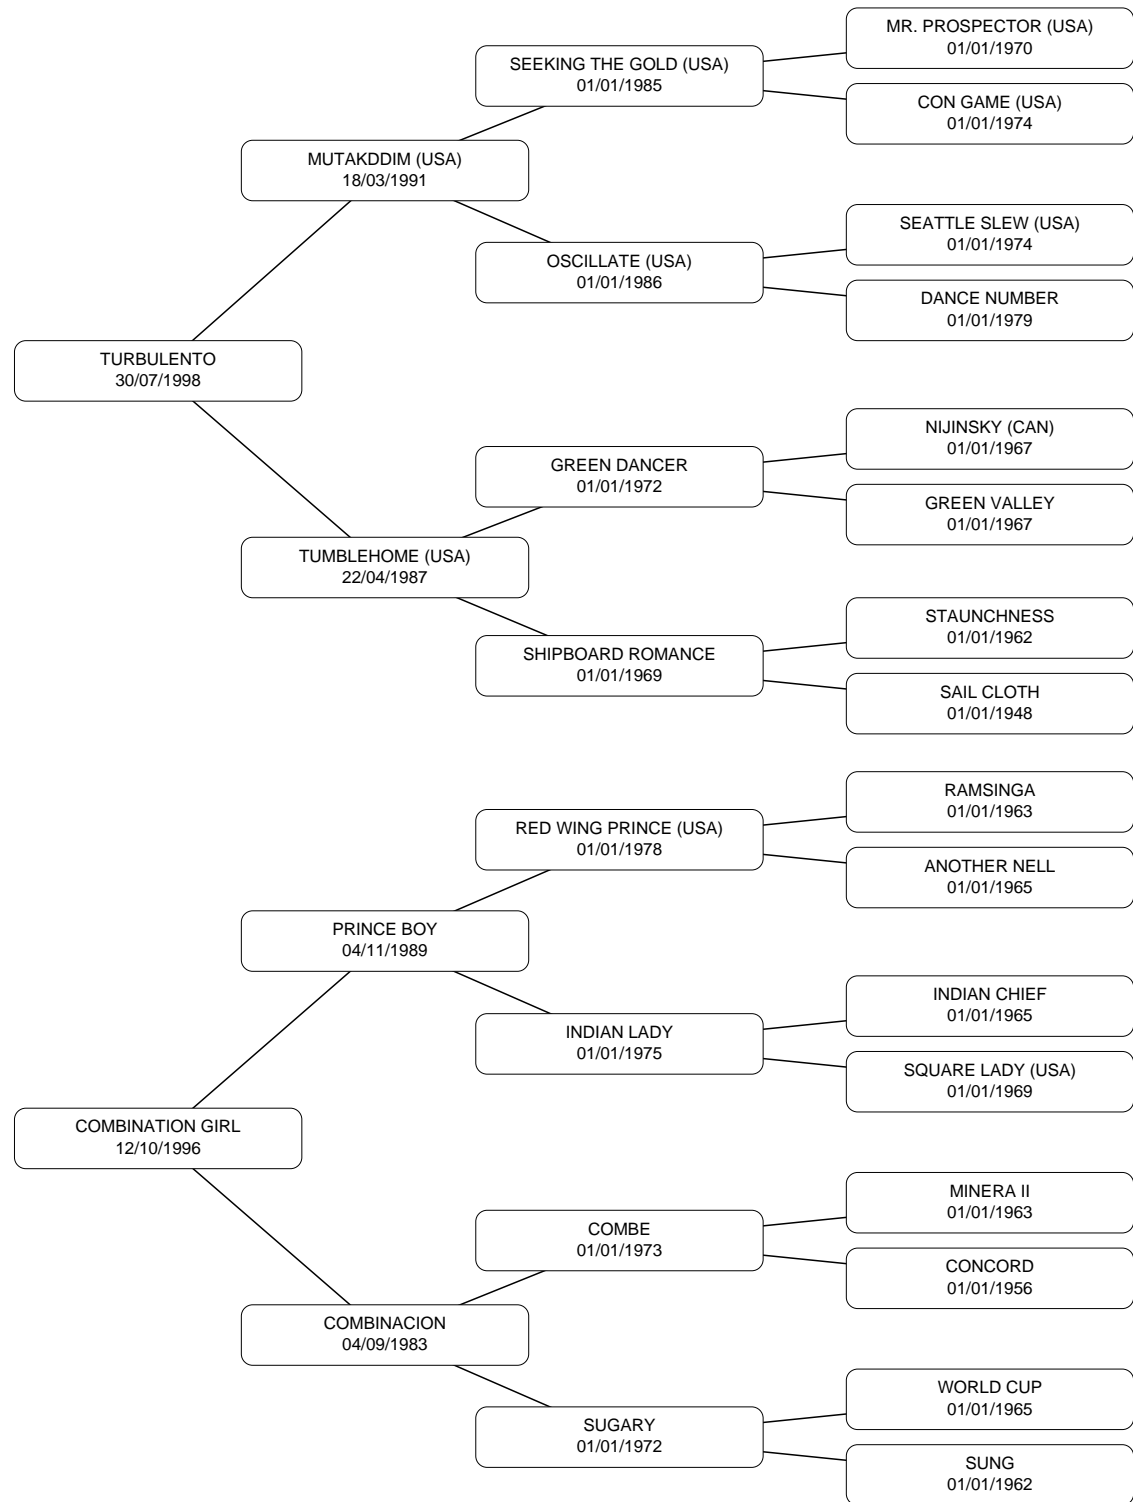 MR. PROSPECTOR (USA)
01/01/1970
SEEKING THE GOLD (USA)
01/01/1985
CON GAME (USA)
01/01/1974
MUTAKDDIM (USA)
18/03/1991
SEATTLE SLEW (USA)
01/01/1974
OSCILLATE (USA)
01/01/1986
DANCE NUMBER
01/01/1979
TURBULENTO
30/07/1998
NIJINSKY (CAN)
01/01/1967
GREEN DANCER
01/01/1972
GREEN VALLEY
01/01/1967
TUMBLEHOME (USA)
22/04/1987
STAUNCHNESS
01/01/1962
SHIPBOARD ROMANCE
01/01/1969
SAIL CLOTH
01/01/1948
RAMSINGA
01/01/1963
RED WING PRINCE (USA)
01/01/1978
ANOTHER NELL
01/01/1965
PRINCE BOY
04/11/1989
INDIAN CHIEF
01/01/1965
INDIAN LADY
01/01/1975
SQUARE LADY (USA)
01/01/1969
COMBINATION GIRL
12/10/1996
MINERA II
01/01/1963
COMBE
01/01/1973
CONCORD
01/01/1956
COMBINACION
04/09/1983
WORLD CUP
01/01/1965
SUGARY
01/01/1972
SUNG
01/01/1962